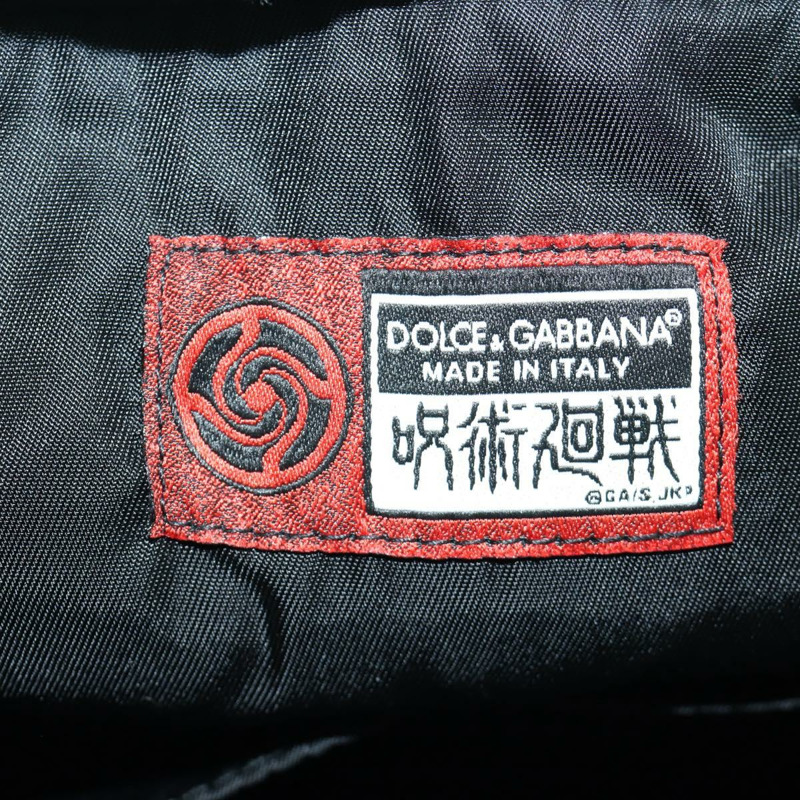 DOLCE & GABBANA®
MADE IN ITALY
呪術廻戦
©GA/S,JKP